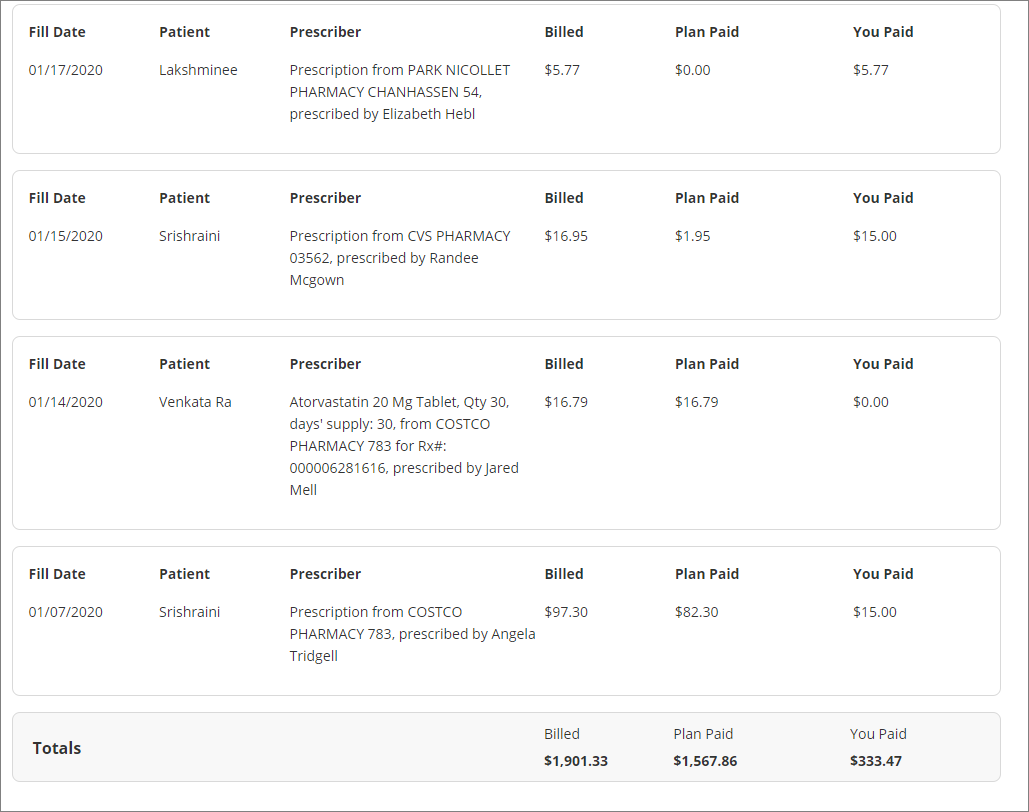 Fill Date Patient Prescriber Billed Plan Paid You Paid
01/17/2020 Lakshminee Prescription from PARK NICOLLET $5.77 $0.00 $5.77
PHARMACY CHANHASSEN 54,
prescribed by Elizabeth Hebl
Fill Date Patient Prescriber Billed Plan Paid You Paid
01/15/2020 Srishraini Prescription from CVS PHARMACY $16.95 $1.95 $15.00
03562, prescribed by Randee
Mcgown
Fill Date Patient Prescriber Billed Plan Paid You Paid
01/14/2020 Venkata Ra Atorvastatin 20 Mg Tablet, Qty 30, $16.79 $16.79 $0.00
days' supply: 30, from COSTCO
PHARMACY 783 for Rx#:
000006281616, prescribed by Jared
Mell
Fill Date Patient Prescriber Billed Plan Paid You Paid
01/07/2020 Srishraini Prescription from COSTCO $97.30 $82.30 $15.00
PHARMACY 783, prescribed by Angela
Tridgell
Totals
Billed Plan Paid You Paid
$1,901.33 $1,567.86 $333.47